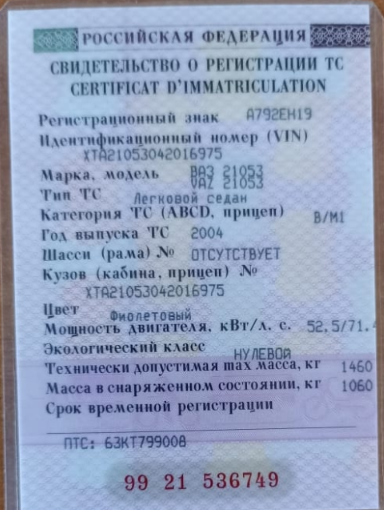 РОССИЙСКАЯ ФЕДЕРАЦИЯ
СВИДЕТЕЛЬСТВО О РЕГИСТРАЦИИ ТС
CERTIFICAT D'IMMATRICULATION
Регистрационный знак А792ЕН19
Идентификационный номер (VIN)
ХТА21053042016975
Марка, модель ВАЗ 21053
VAZ 21053
Тип ТС Легковой седан
Категория ТС (ABCD, прицеп) B/M1
Год выпуска ТС 2004
Шасси (рама) № ОТСУТСТВУЕТ
Кузов (кабина, прицеп) №
ХТА21053042016975
Цвет Фиолетовый
Мощность двигателя, кВт/л. с. 52,5/71.4
Экологический класс НУЛЕВОЙ
Технически допустимая max масса, кг 1460
Масса в снаряженном состоянии, кг 1060
Срок временной регистрации
ПТС: 63КТ799008
99 21 536749